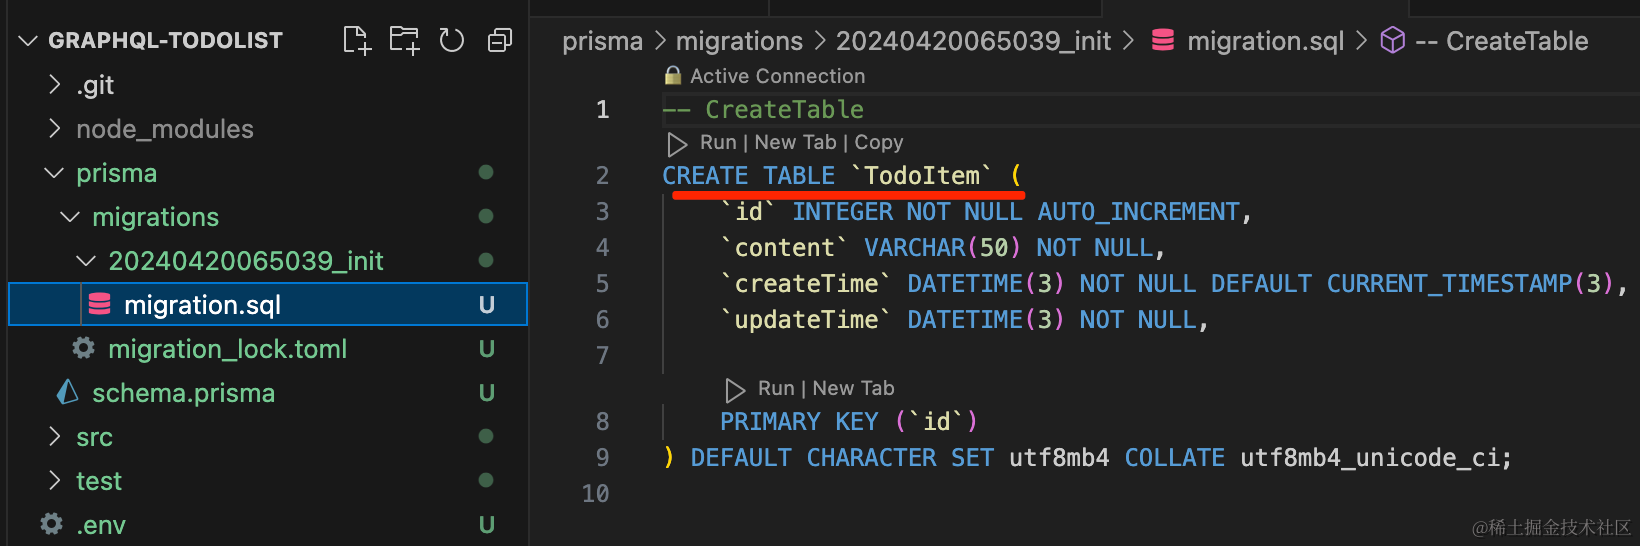 GRAPHQL-TODOLIST
.git
node_modules
prisma
migrations
20240420065039_init
migration.sql U
migration_lock.toml U
schema.prisma U
src
test
.env U
prisma > migrations > 20240420065039_init > migration.sql > -- CreateTable
Active Connection
1 -- CreateTable
Run | New Tab | Copy
2 CREATE TABLE `TodoItem` (
3 `id` INTEGER NOT NULL AUTO_INCREMENT,
4 `content` VARCHAR(50) NOT NULL,
5 `createTime` DATETIME(3) NOT NULL DEFAULT CURRENT_TIMESTAMP(3),
6 `updateTime` DATETIME(3) NOT NULL,
7
Run | New Tab
8 PRIMARY KEY (`id`)
9 ) DEFAULT CHARACTER SET utf8mb4 COLLATE utf8mb4_unicode_ci;
10
@稀土掘金技术社区